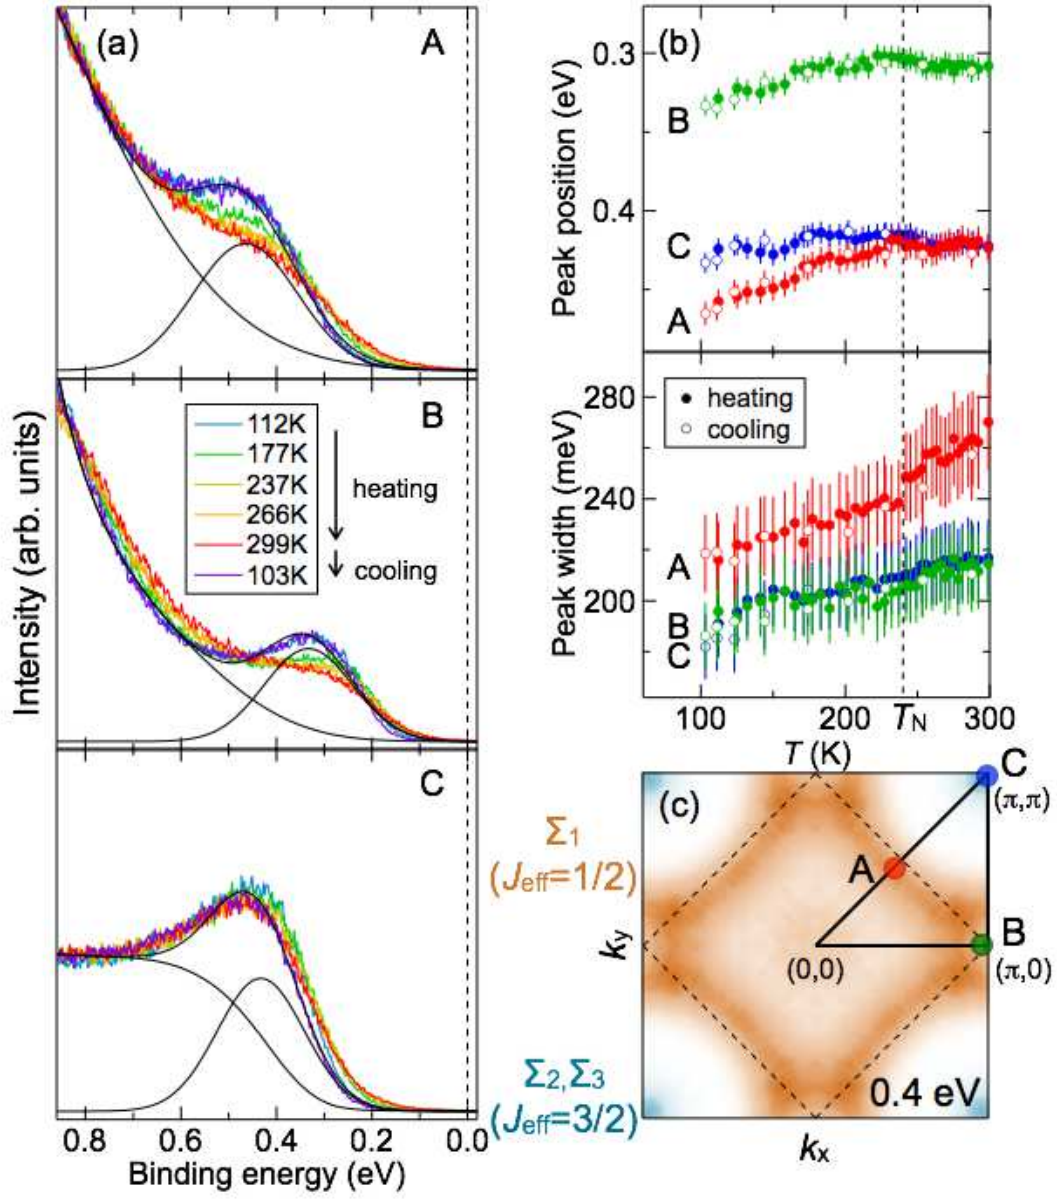 (a)
A
B
112K
177K
237K
266K
299K
103K
heating
cooling
C
Intensity (arb. units)
0.8
0.6
0.4
0.2
0.0
Binding energy (eV)
(b)
0.3
0.4
Peak position (eV)
B
C
A
heating
cooling
280
240
200
Peak width (meV)
A
B
C
100
200
TN
300
T (K)
(c)
C
(π,π)
A
B
(π,0)
(0,0)
0.4 eV
ky
kx
Σ1
(Jeff=1/2)
Σ2,Σ3
(Jeff=3/2)